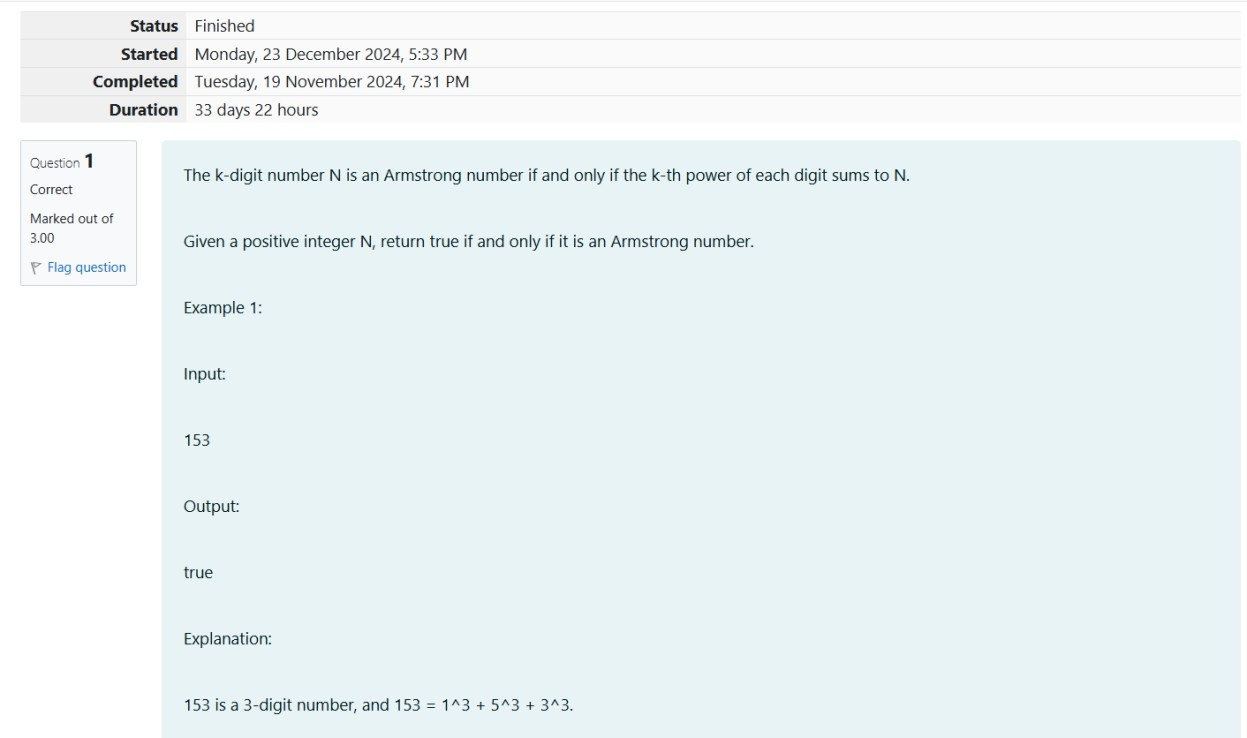 Status Finished
Started Monday, 23 December 2024, 5:33 PM
Completed Tuesday, 19 November 2024, 7:31 PM
Duration 33 days 22 hours
Question 1
Correct
Marked out of
3.00
Flag question
The k-digit number N is an Armstrong number if and only if the k-th power of each digit sums to N.
Given a positive integer N, return true if and only if it is an Armstrong number.
Example 1:
Input:
153
Output:
true
Explanation:
153 is a 3-digit number, and 153 = 1^3 + 5^3 + 3^3.